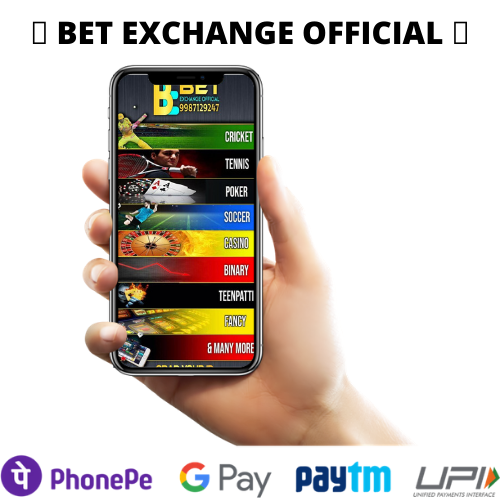 BET EXCHANGE OFFICIAL
BET
EXCHANGE OFFICIAL
9987129247
CRICKET
TENNIS
POKER
SOCCER
CASINO
BINARY
TEENPATTI
FANCY
& MANY MORE
PhonePe
G Pay
paytm
UPI
UNIFIED PAYMENTS INTERFACE